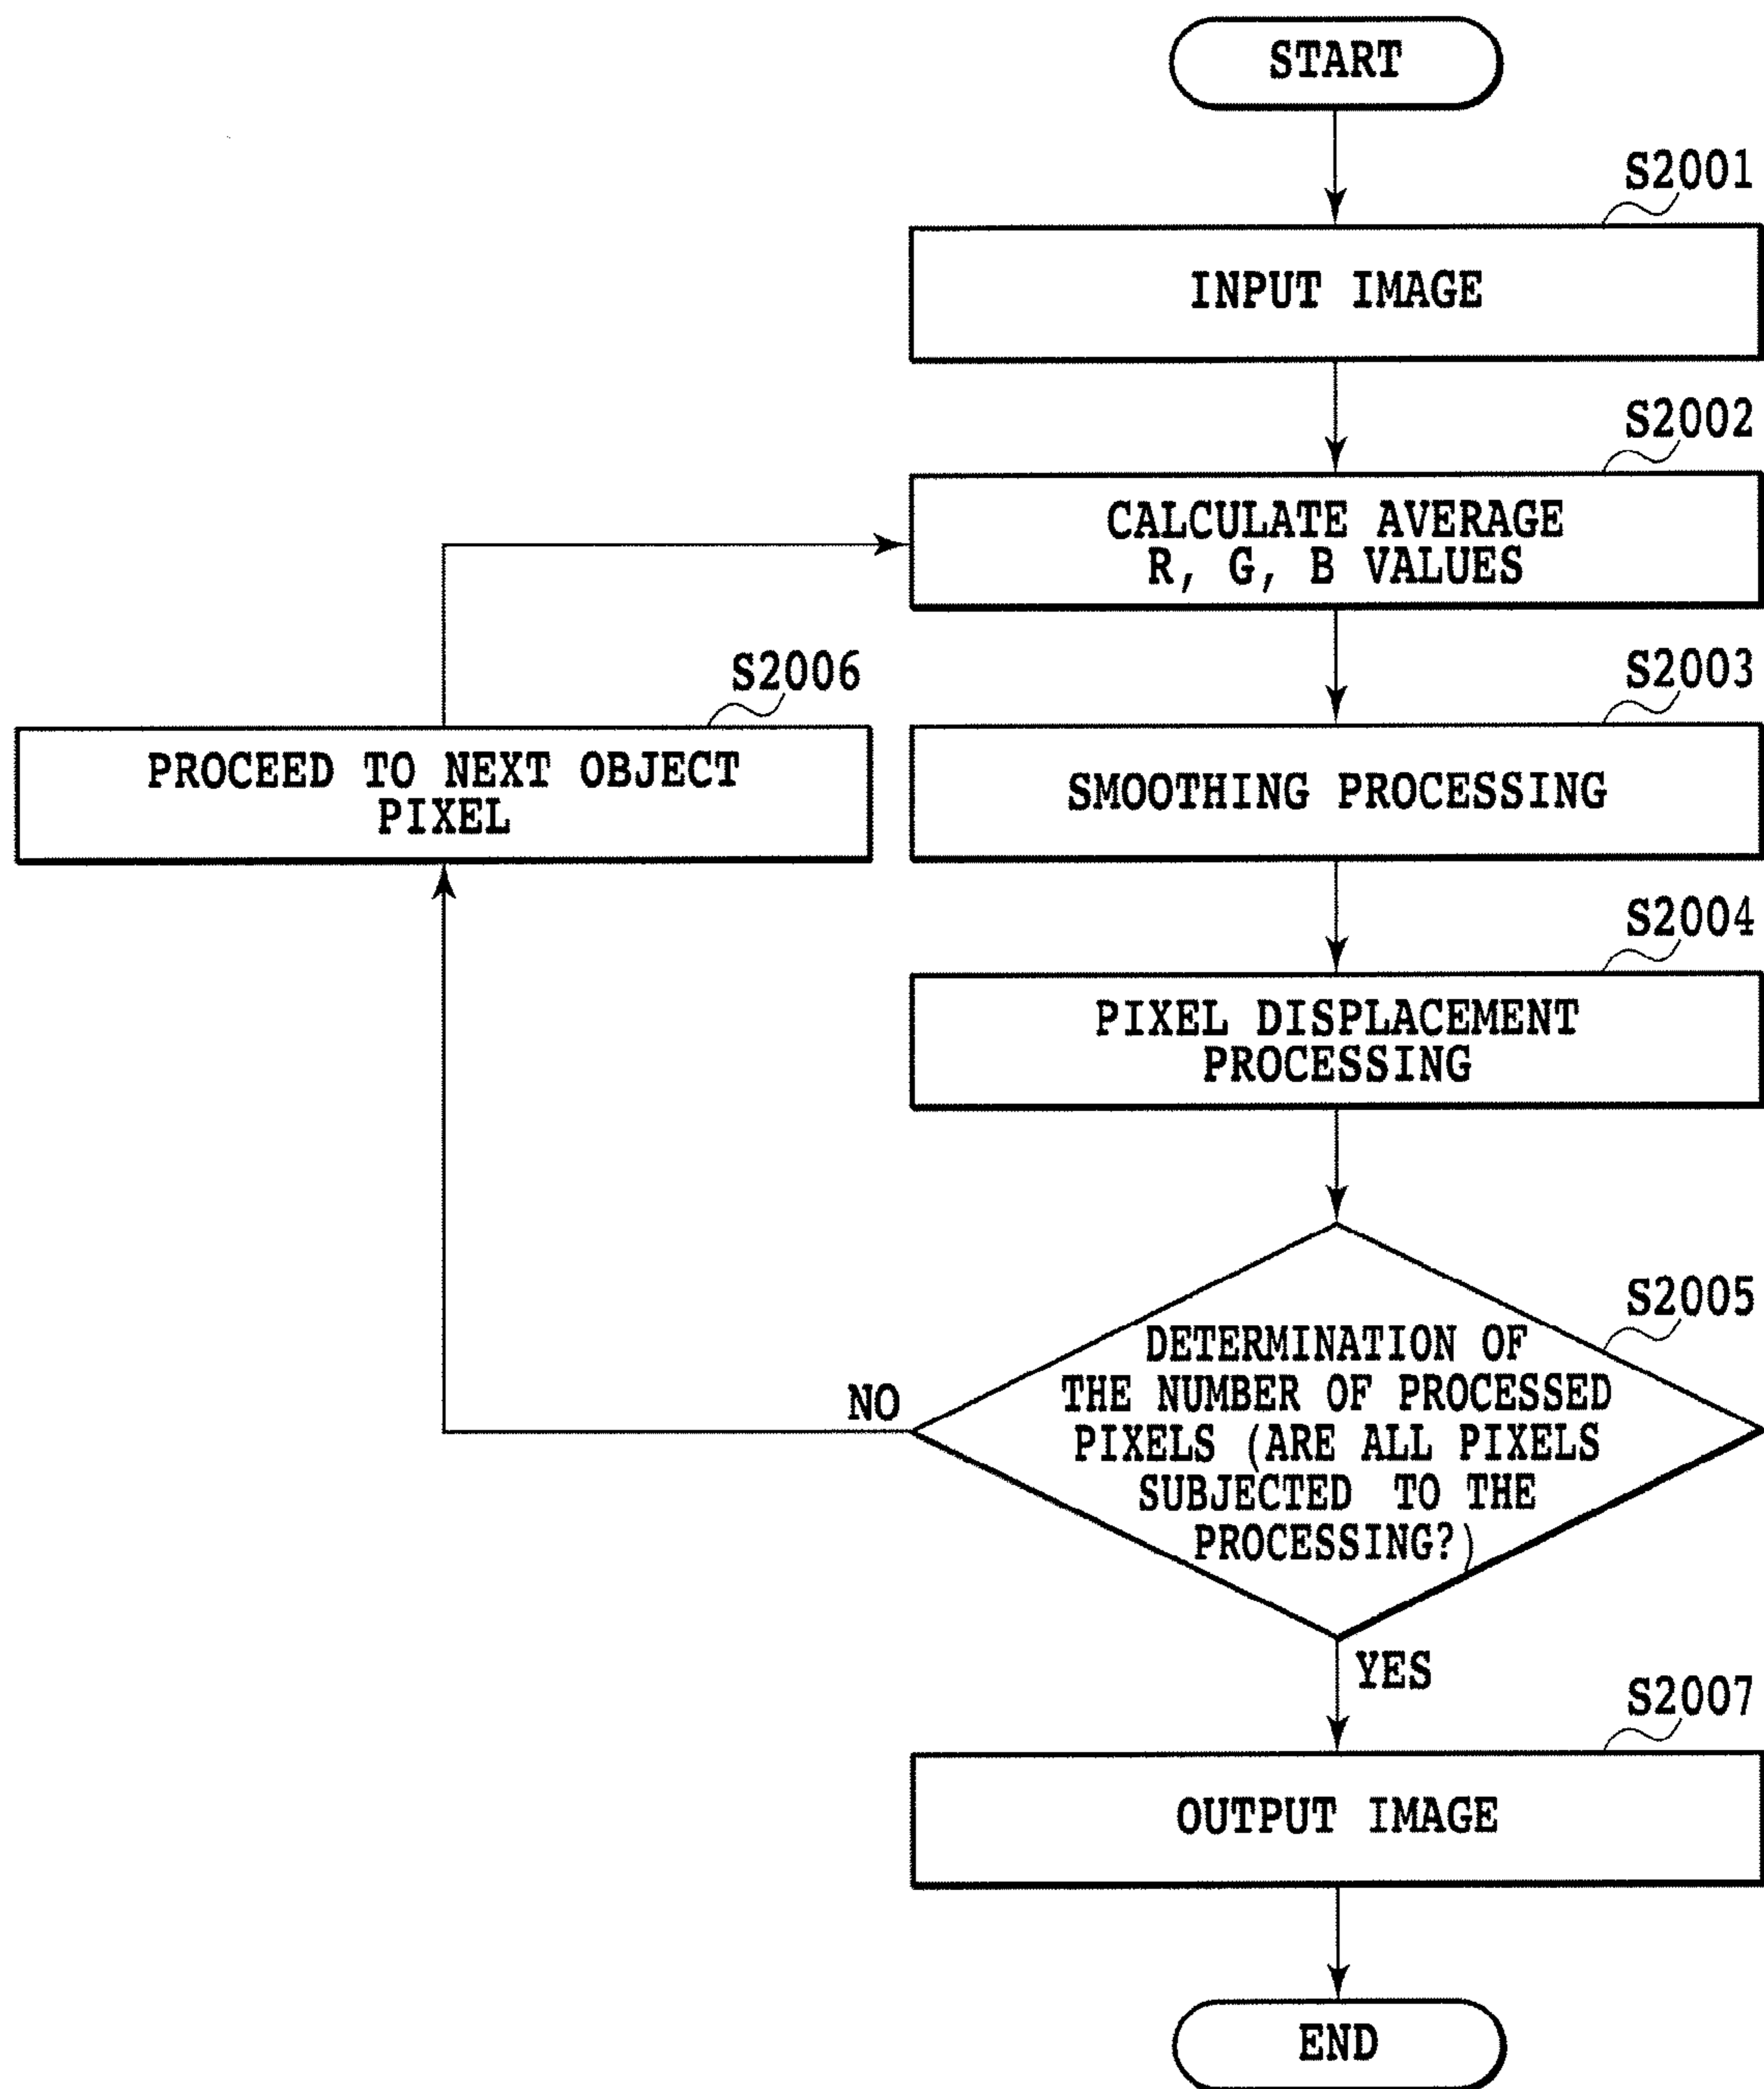 START
S2001
INPUT IMAGE
S2002
CALCULATE AVERAGE
R, G, B VALUES
S2006
PROCEED TO NEXT OBJECT
PIXEL
S2003
SMOOTHING PROCESSING
S2004
PIXEL DISPLACEMENT
PROCESSING
S2005
DETERMINATION OF
THE NUMBER OF PROCESSED
PIXELS (ARE ALL PIXELS
SUBJECTED TO THE
PROCESSING?)
NO
YES
S2007
OUTPUT IMAGE
END